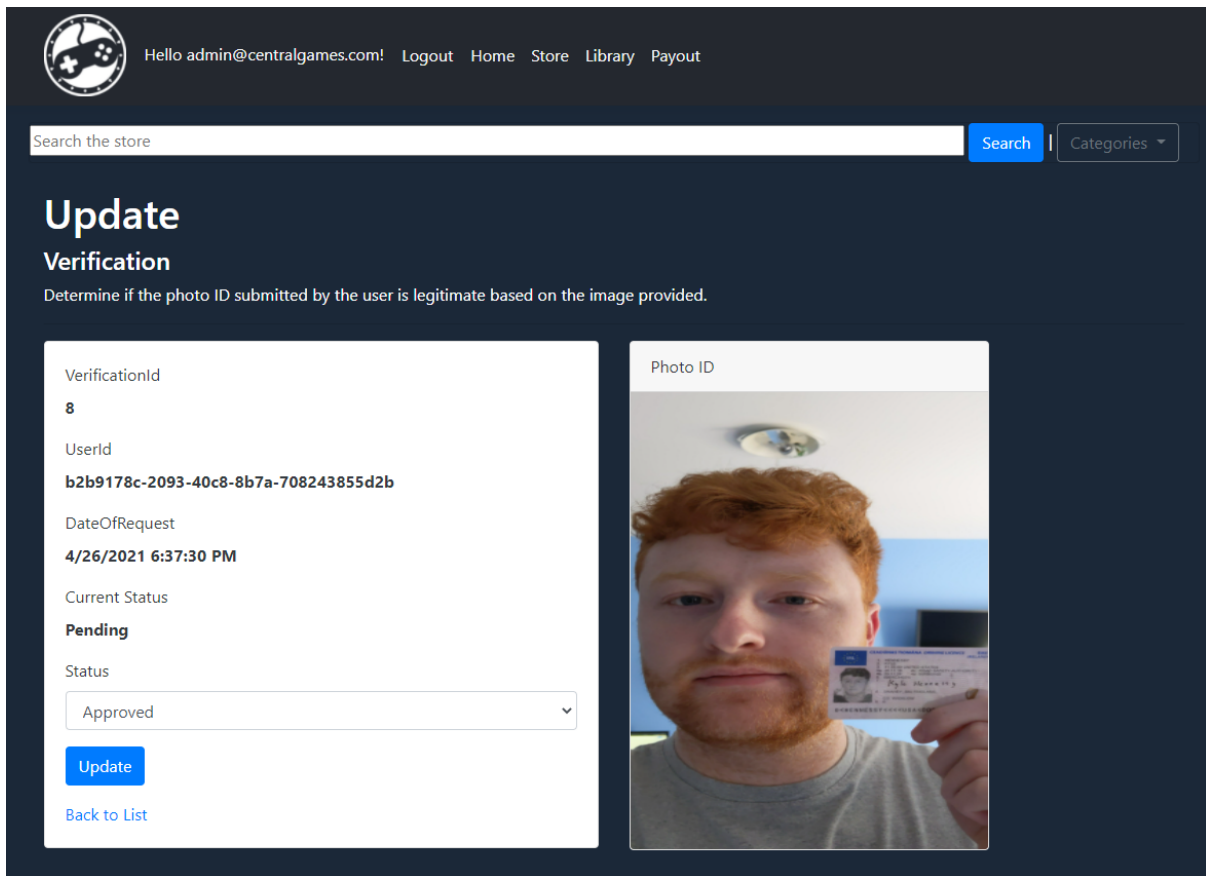 Hello admin@centralgames.com! Logout Home Store Library Payout
Search the store Search | Categories
Update
Verification
Determine if the photo ID submitted by the user is legitimate based on the image provided.
VerificationId
8
UserId
b2b9178c-2093-40c8-8b7a-708243855d2b
DateOfRequest
4/26/2021 6:37:30 PM
Current Status
Pending
Status
Approved
Update
Back to List
Photo ID